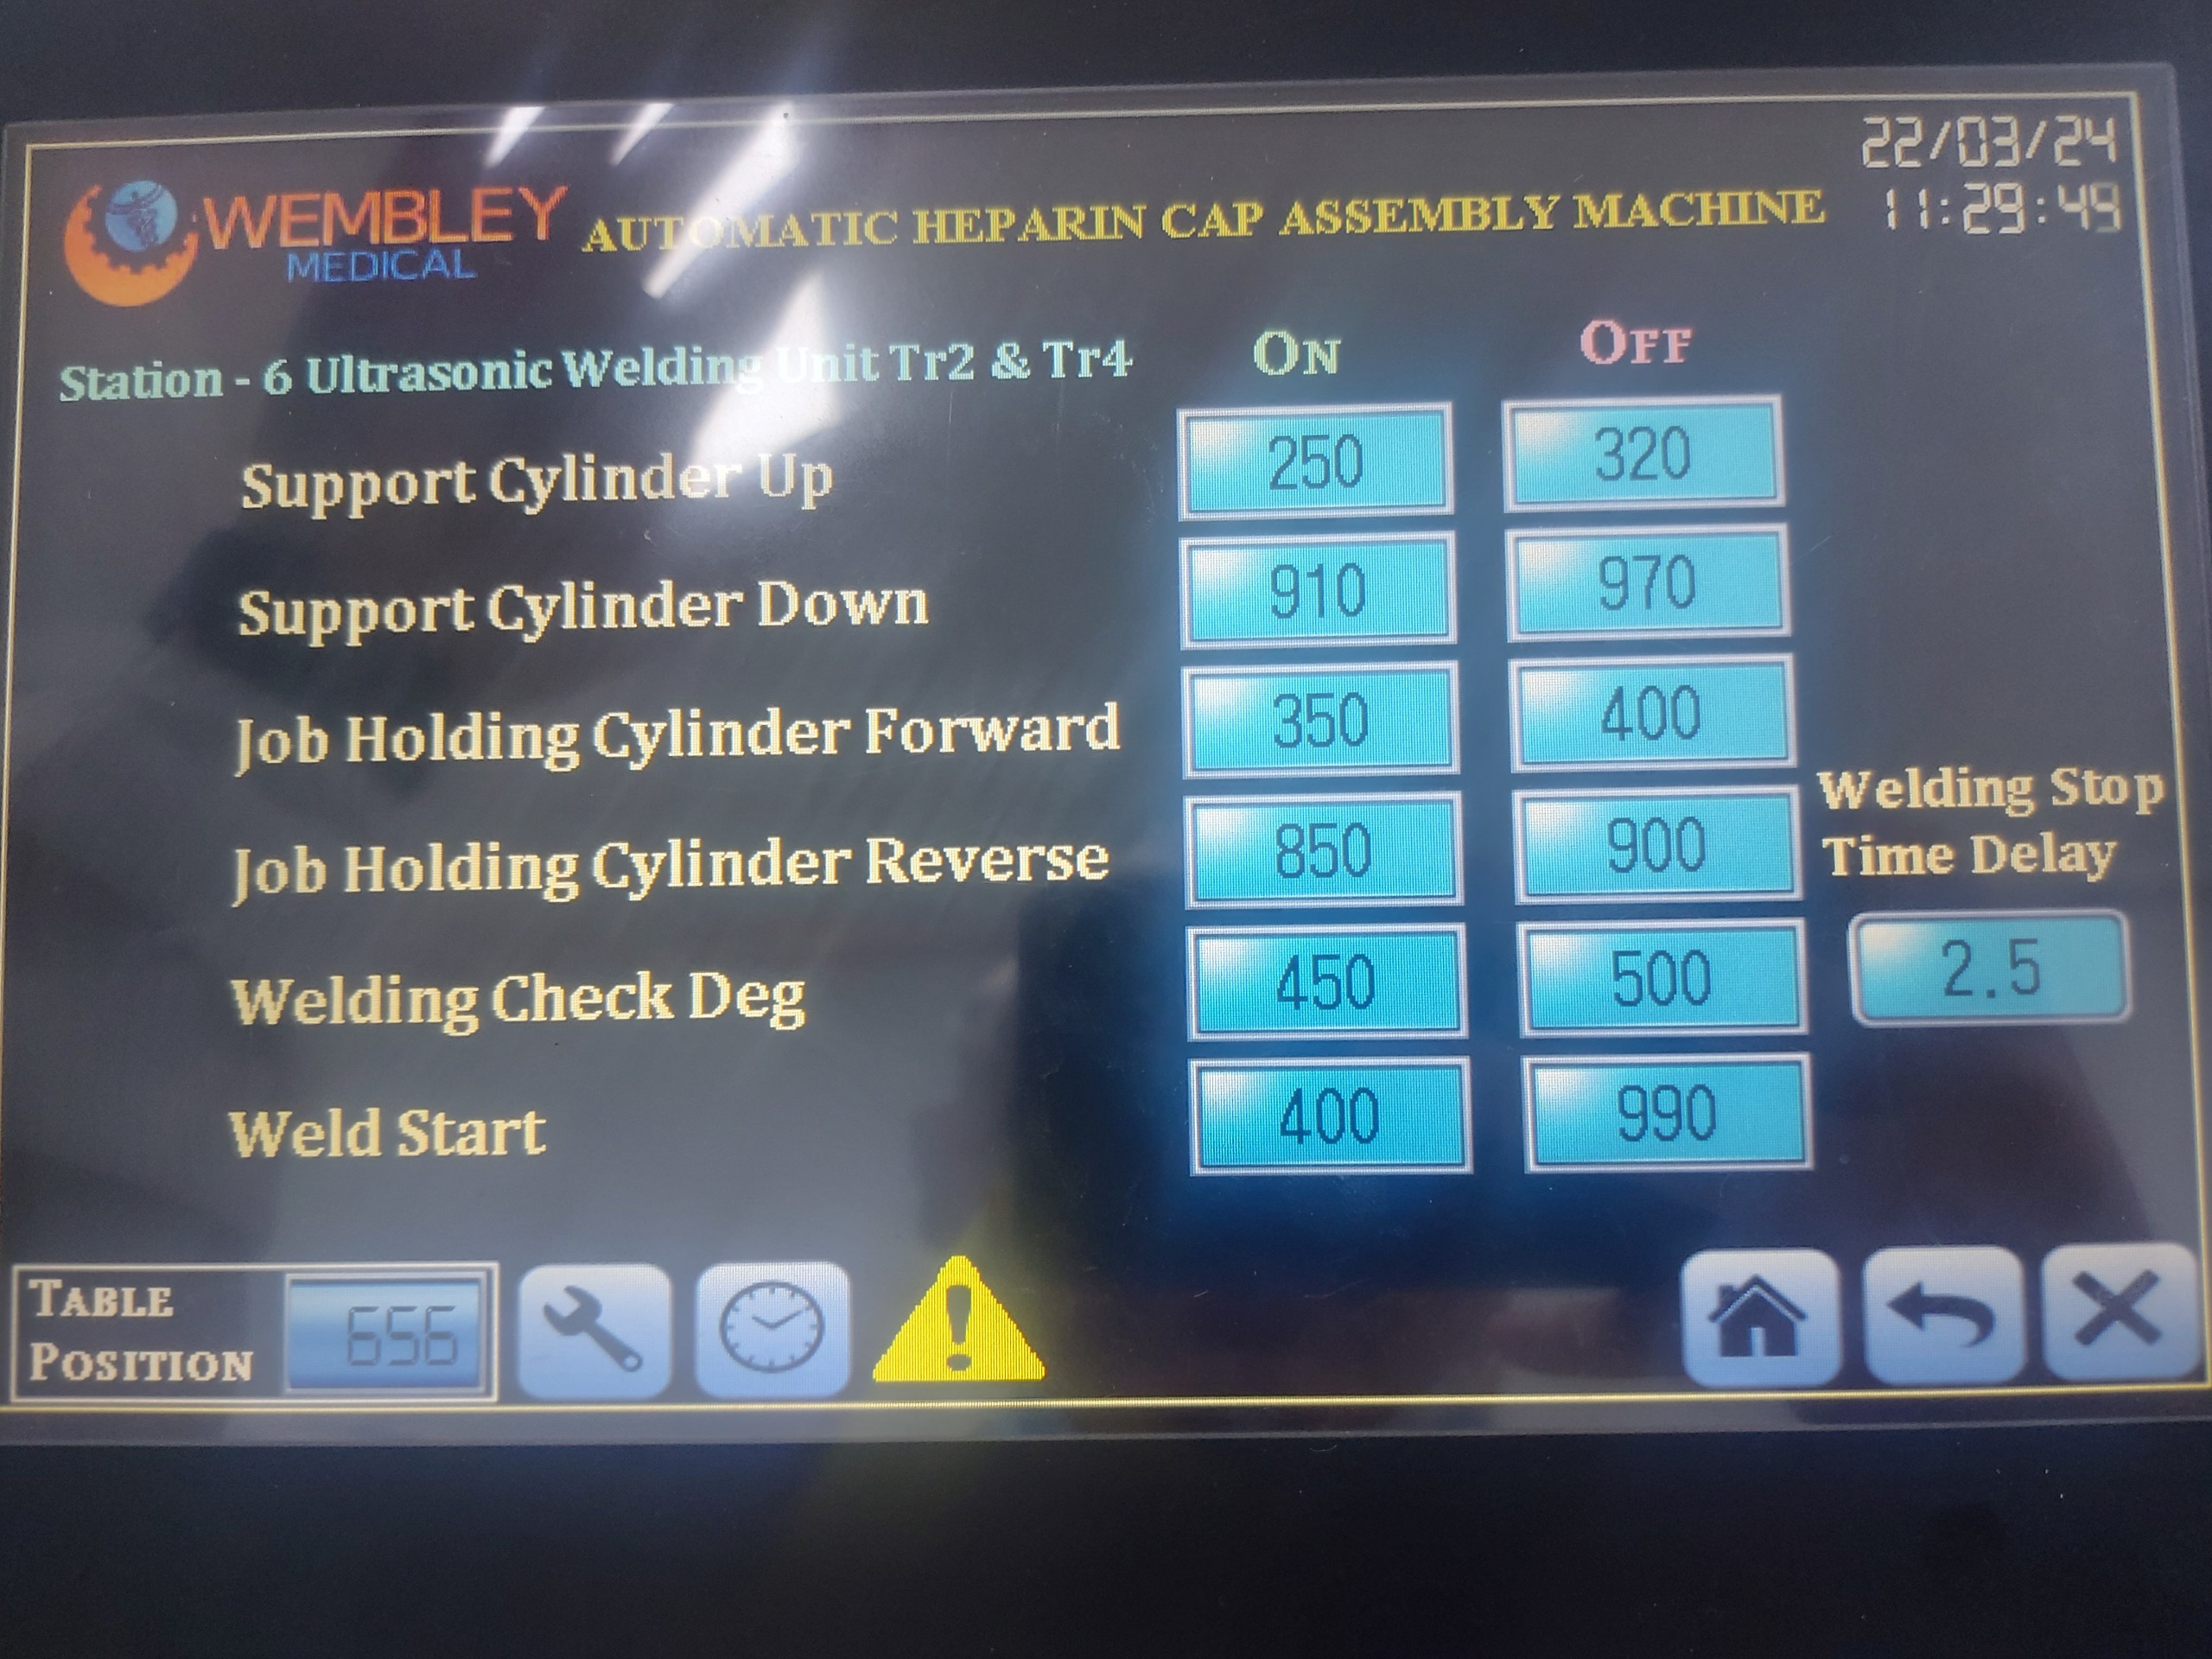 22/03/24
11:29:49
WEMBLEY
MEDICAL
AUTOMATIC HEPARIN CAP ASSEMBLY MACHINE
Station - 6 Ultrasonic Welding Unit Tr2 & Tr4 ON OFF
Support Cylinder Up 250 320
Support Cylinder Down 910 970
Job Holding Cylinder Forward 350 400
Job Holding Cylinder Reverse 850 900
Welding Stop
Time Delay
Welding Check Deg 450 500 2.5
Weld Start 400 990
TABLE
POSITION 656